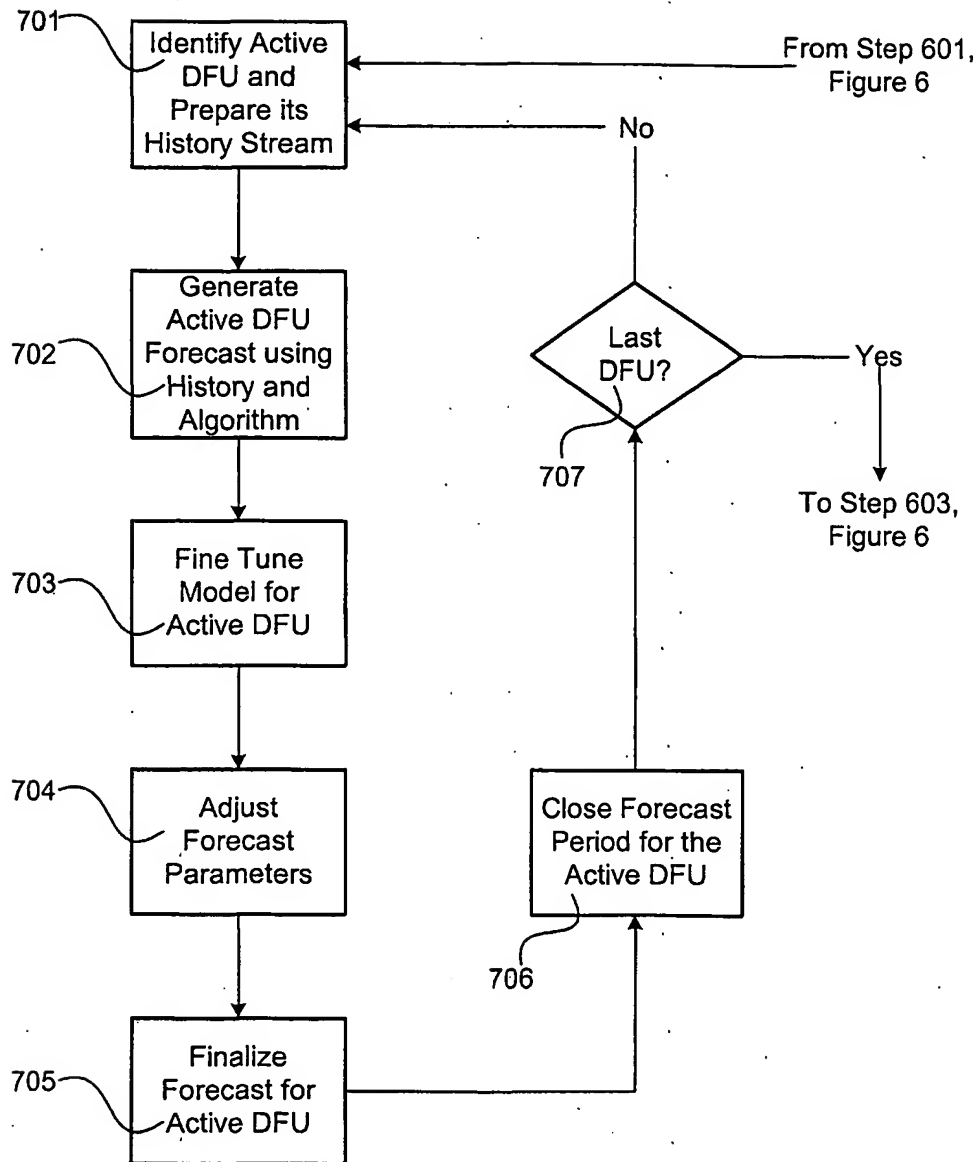 701
Identify Active
DFU and
Prepare its
History Stream
From Step 601,
Figure 6
No
702
Generate
Active DFU
Forecast using
History and
Algorithm
Last
DFU?
Yes
707
To Step 603,
Figure 6
703
Fine Tune
Model for
Active DFU
704
Adjust
Forecast
Parameters
Close Forecast
Period for the
Active DFU
706
705
Finalize
Forecast for
Active DFU